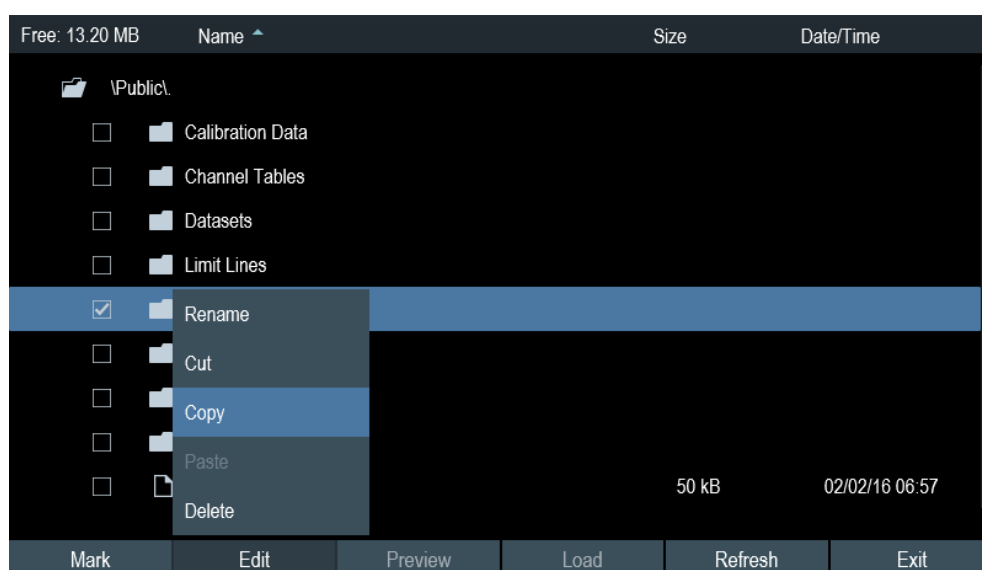 Free: 13.20 MB Name Size Date/Time
\Public\.
Calibration Data
Channel Tables
Datasets
Limit Lines
Rename
Cut
Copy
Paste
50 kB 02/02/16 06:57
Delete
Mark Edit Preview Load Refresh Exit